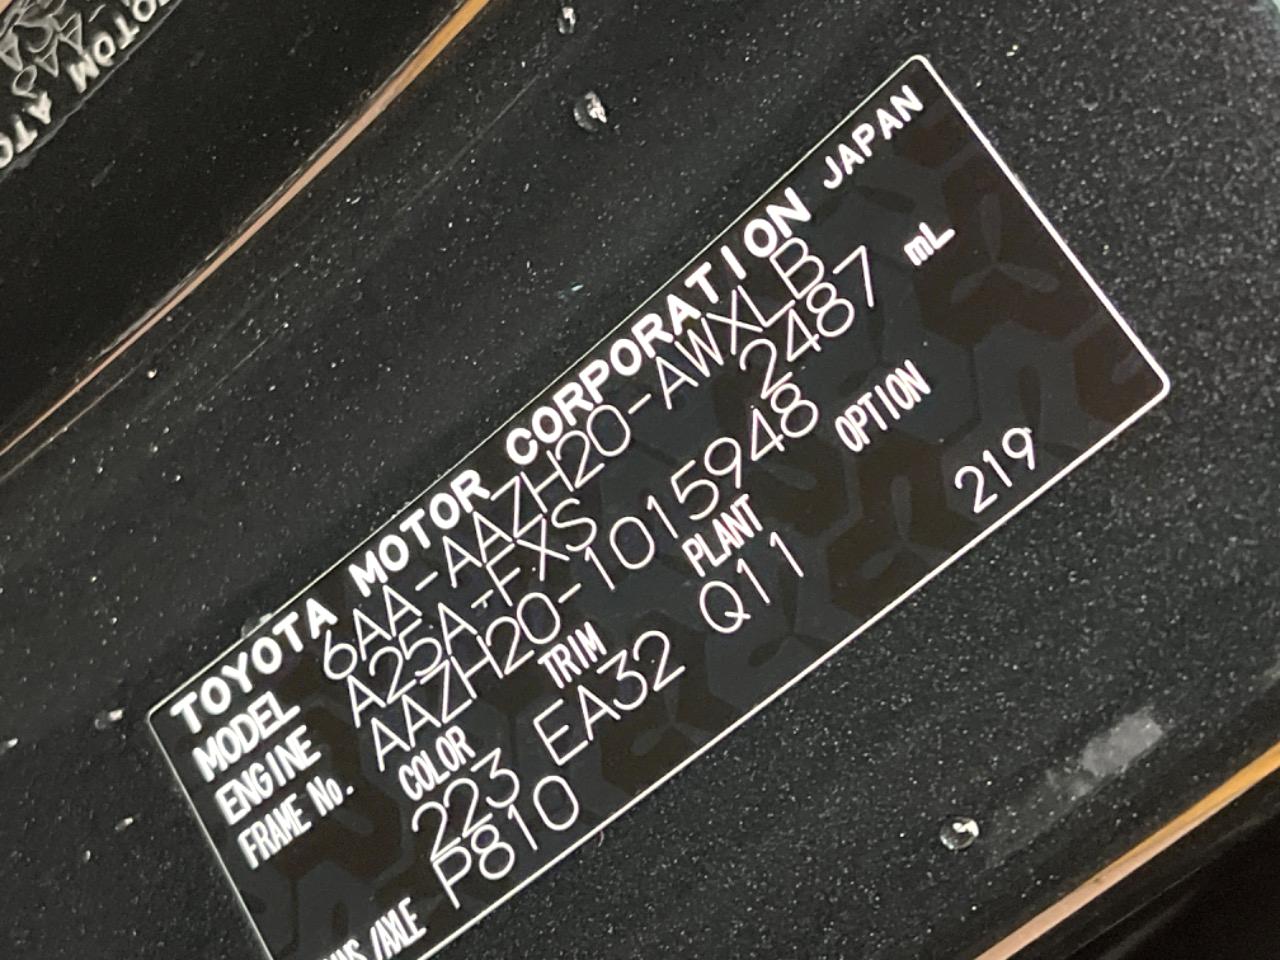 TOYOTA MOTOR CORPORATION JAPAN
MODEL 6AA-AAZH20-AWXLB
ENGINE A25A-FXS 2487 mL
FRAME No. AAZH20-1015948
COLOR TRIM PLANT OPTION
223 EA32 Q11 219
/AXLE P810